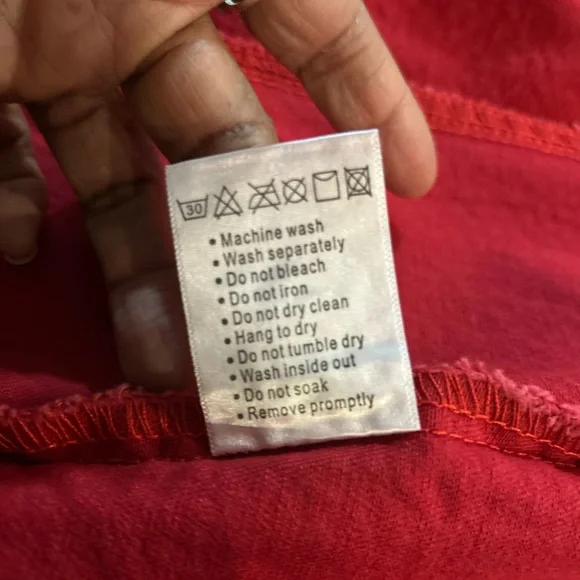 30
• Machine wash
• Wash separately
• Do not bleach
• Do not iron
• Do not dry clean
• Hang to dry
• Do not tumble dry
• Wash inside out
• Do not soak
• Remove promptly